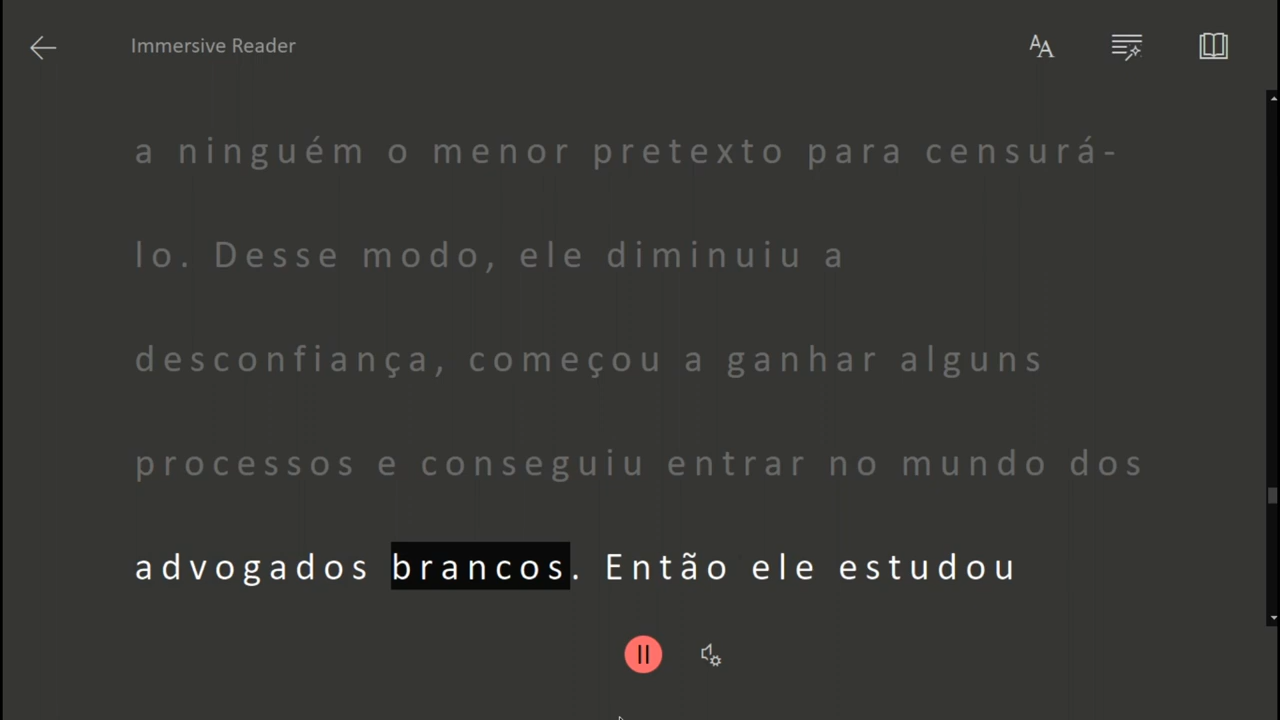 Immersive Reader
a ninguém o menor pretexto para censurá-
lo. Desse modo, ele diminuiu a
desconfiança, começou a ganhar alguns
processos e conseguiu entrar no mundo dos
advogados brancos. Então ele estudou